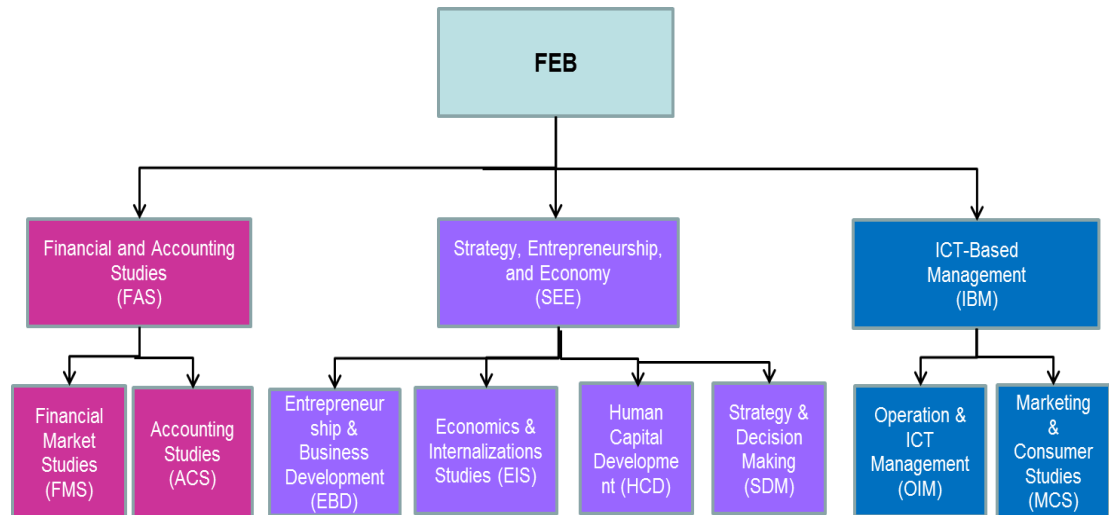 FEB
Financial and Accounting
Studies
(FAS)
Strategy, Entrepreneurship,
and Economy
(SEE)
ICT-Based
Management
(IBM)
Financial
Market
Studies
(FMS)
Accounting
Studies
(ACS)
Entrepreneur
ship &
Business
Development
(EBD)
Economics &
Internalizations
Studies (EIS)
Human
Capital
Developme
nt (HCD)
Strategy &
Decision
Making
(SDM)
Operation &
ICT
Management
(OIM)
Marketing
&
Consumer
Studies
(MCS)